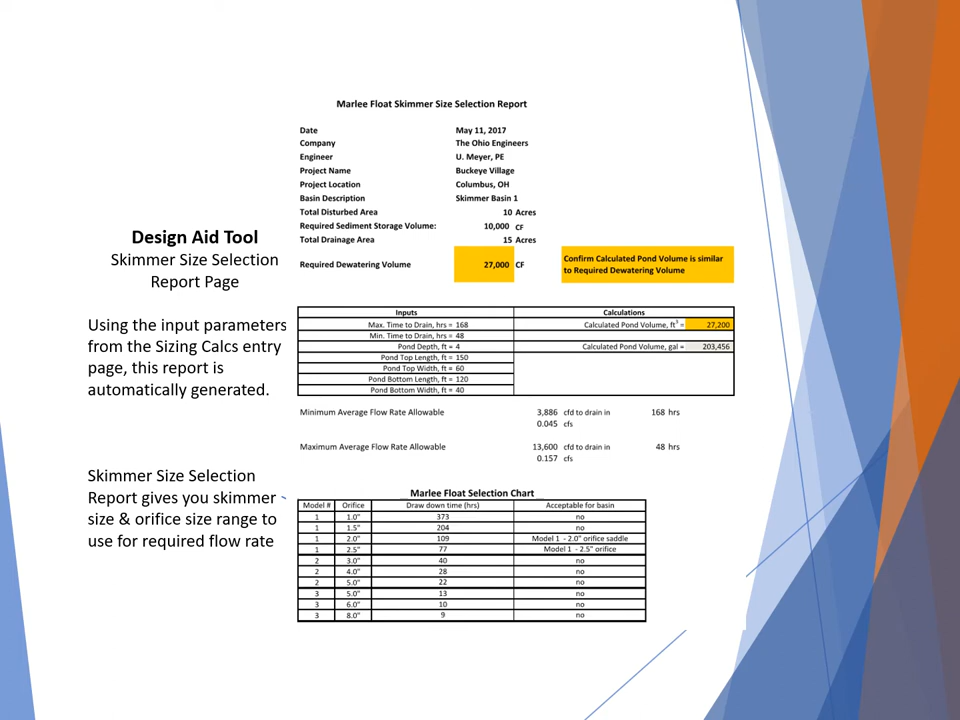 Marlee Float Skimmer Size Selection Report
Date May 11, 2017
Company The Ohio Engineers
Engineer U. Meyer, PE
Project Name Buckeye Village
Project Location Columbus, OH
Basin Description Skimmer Basin 1
Total Disturbed Area 10 Acres
Required Sediment Storage Volume: 10,000 CF
Total Drainage Area 15 Acres
Required Dewatering Volume 27,000 CF
Confirm Calculated Pond Volume is similar
to Required Dewatering Volume
Design Aid Tool
Skimmer Size Selection
Report Page
Using the input parameters
from the Sizing Calcs entry
page, this report is
automatically generated.
Skimmer Size Selection
Report gives you skimmer
size & orifice size range to
use for required flow rate
Inputs Calculations
Max. Time to Drain, hrs = 168 Calculated Pond Volume, ft³ = 27,200
Min. Time to Drain, hrs = 48
Pond Depth, ft = 4 Calculated Pond Volume, gal = 203,456
Pond Top Length, ft = 150
Pond Top Width, ft = 60
Pond Bottom Length, ft = 120
Pond Bottom Width, ft = 40
Minimum Average Flow Rate Allowable 3,886 cfd to drain in 168 hrs
0.045 cfs
Maximum Average Flow Rate Allowable 13,600 cfd to drain in 48 hrs
0.157 cfs
Marlee Float Selection Chart
Model # Orifice Draw down time (hrs) Acceptable for basin
1 1.0" 373 no
1 1.5" 204 no
1 2.0" 109 Model 1 - 2.0" orifice saddle
1 2.5" 77 Model 1 - 2.5" orifice
2 3.0" 40 no
2 4.0" 28 no
2 5.0" 22 no
3 5.0" 13 no
3 6.0" 10 no
3 8.0" 9 no